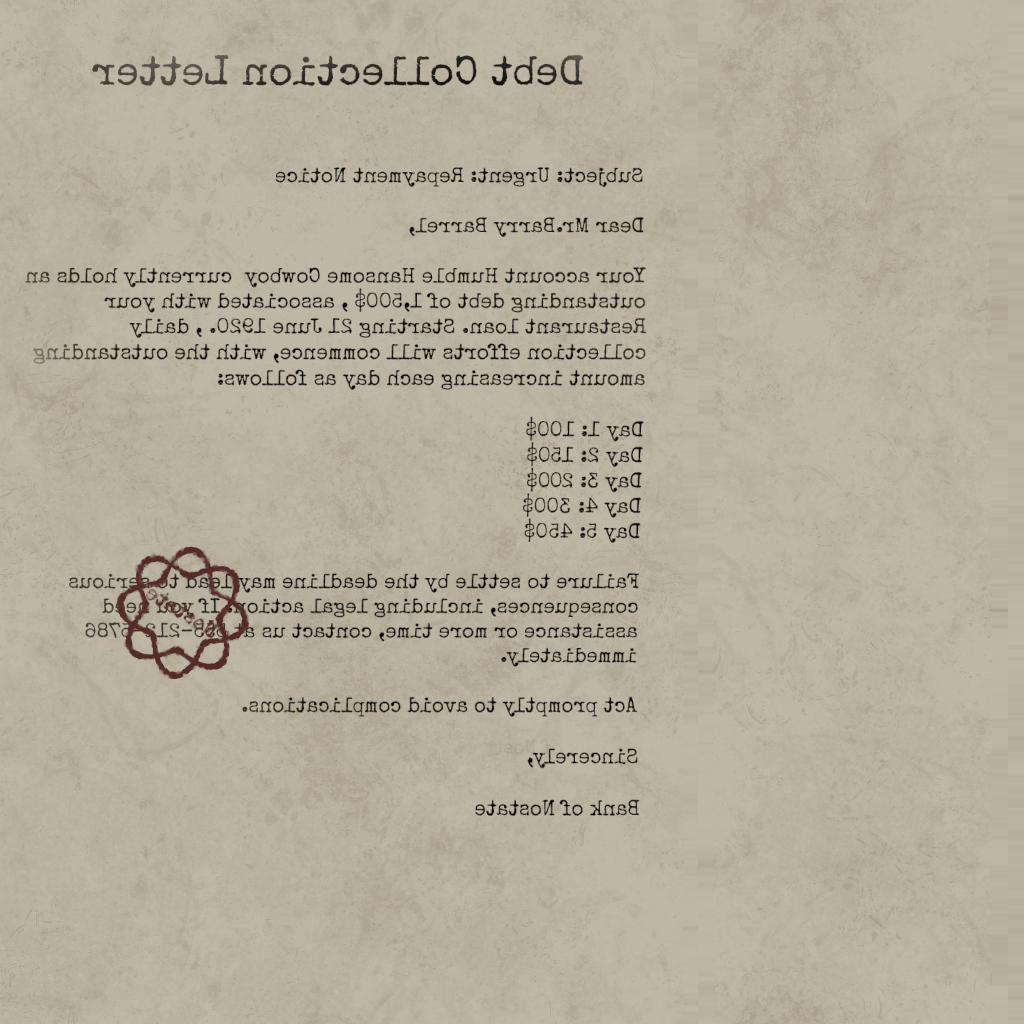 Debt Collection Letter
Subject: Urgent: Repayment Notice
Dear Mr.Barry Barrel,
Your account Humble Hansome Cowboy currently holds an
outstanding debt of 1,500$ , associated with your
Restaurant loan. Starting 21 June 1920. , daily
collection efforts will commence, with the outstanding
amount increasing each day as follows:
Day 1: 100$
Day 2: 150$
Day 3: 200$
Day 4: 300$
Day 5: 450$
Failure to settle by the deadline may lead to serious
consequences, including legal action. If you need
assistance or more time, contact us at
immediately.
Act promptly to avoid complications.
Sincerely,
Bank of Nostate